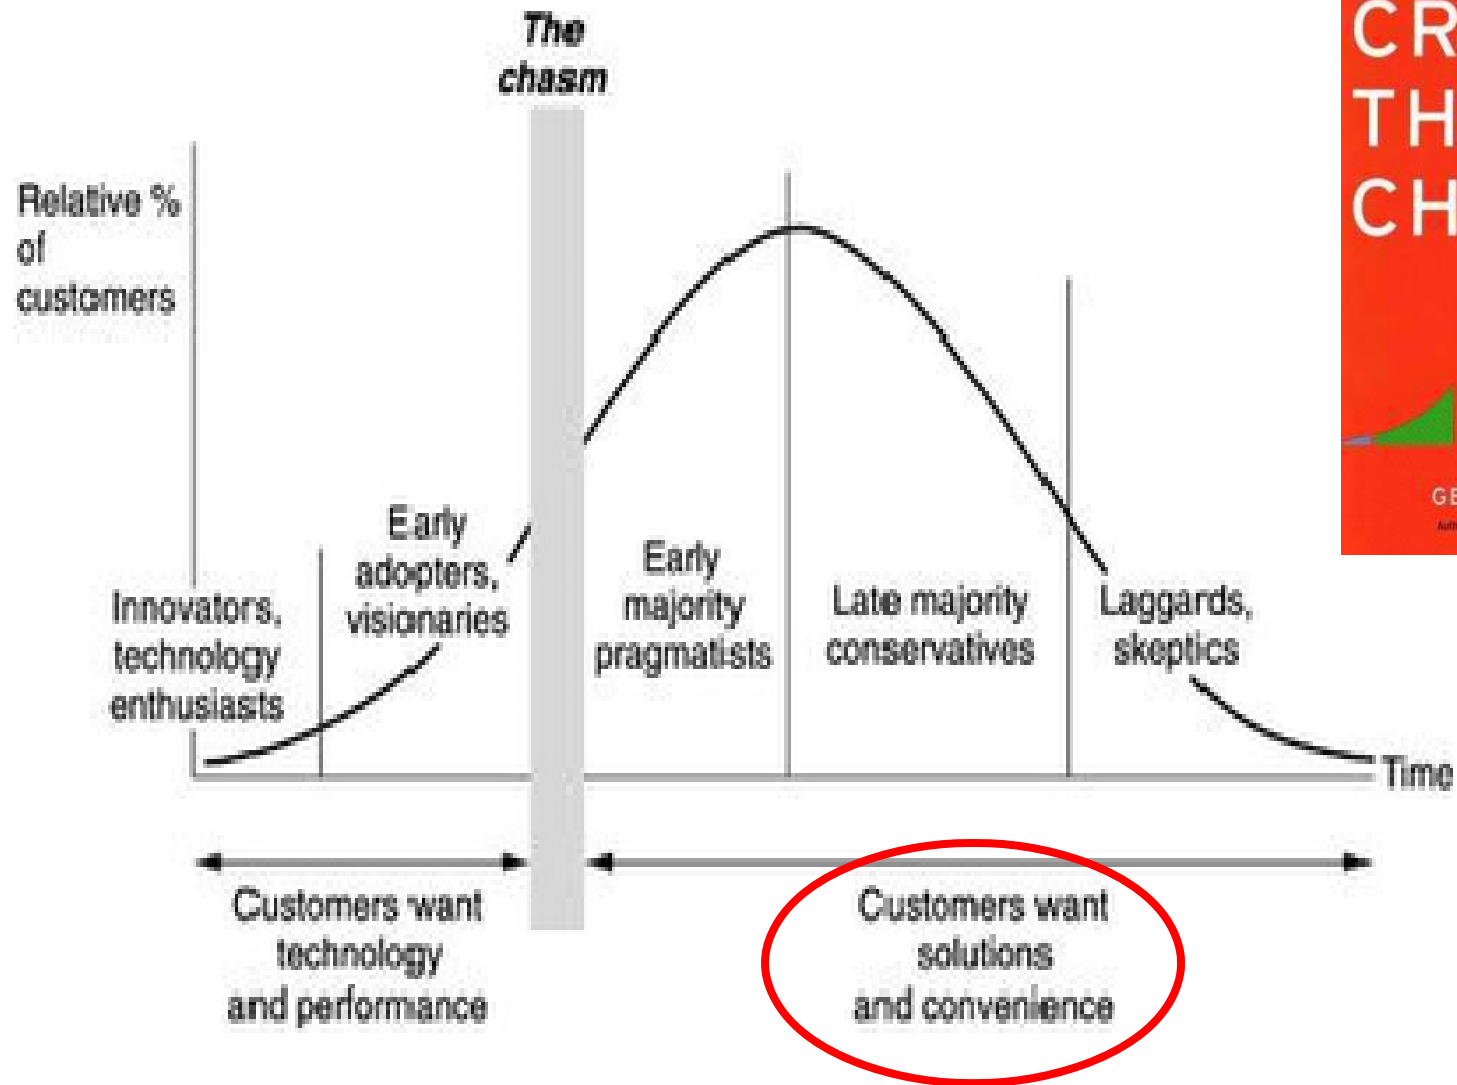 The
chasm
Relative %
of
customers
Innovators,
technology
enthusiasts
Early
adopters,
visionaries
Early
majority
pragmatists
Late majority
conservatives
Laggards,
skeptics
Time
Customers want
technology
and performance
Customers want
solutions
and convenience
CR
TH
CH
GE
Auth